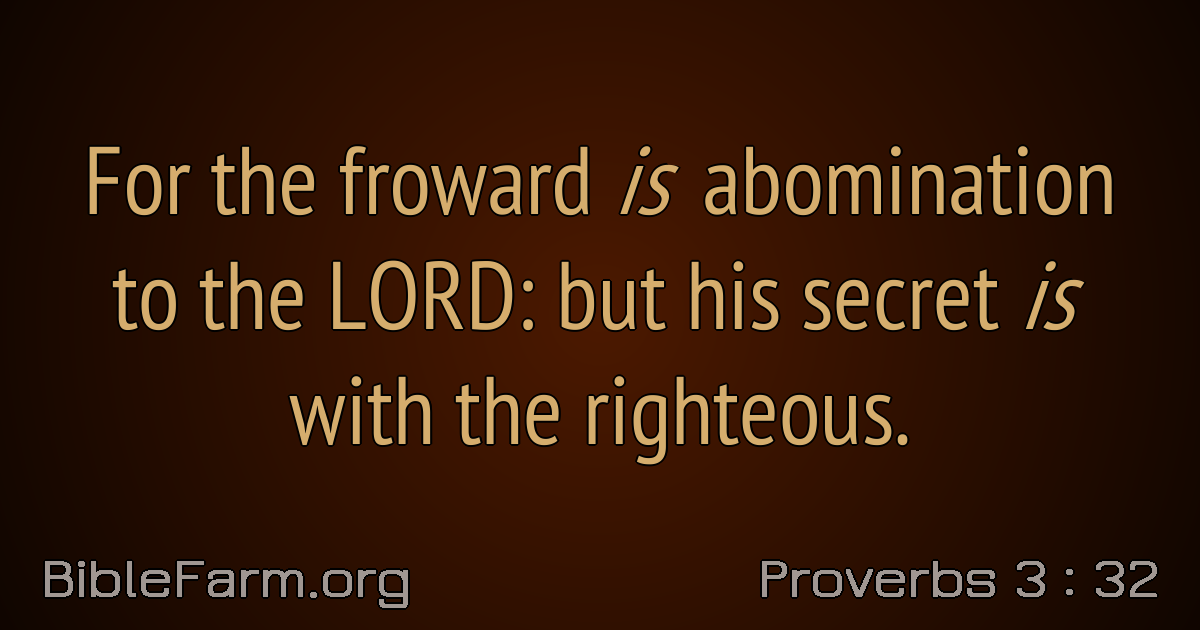 For the froward is abomination
to the LORD: but his secret is
with the righteous.
BibleFarm.org
Proverbs 3 : 32